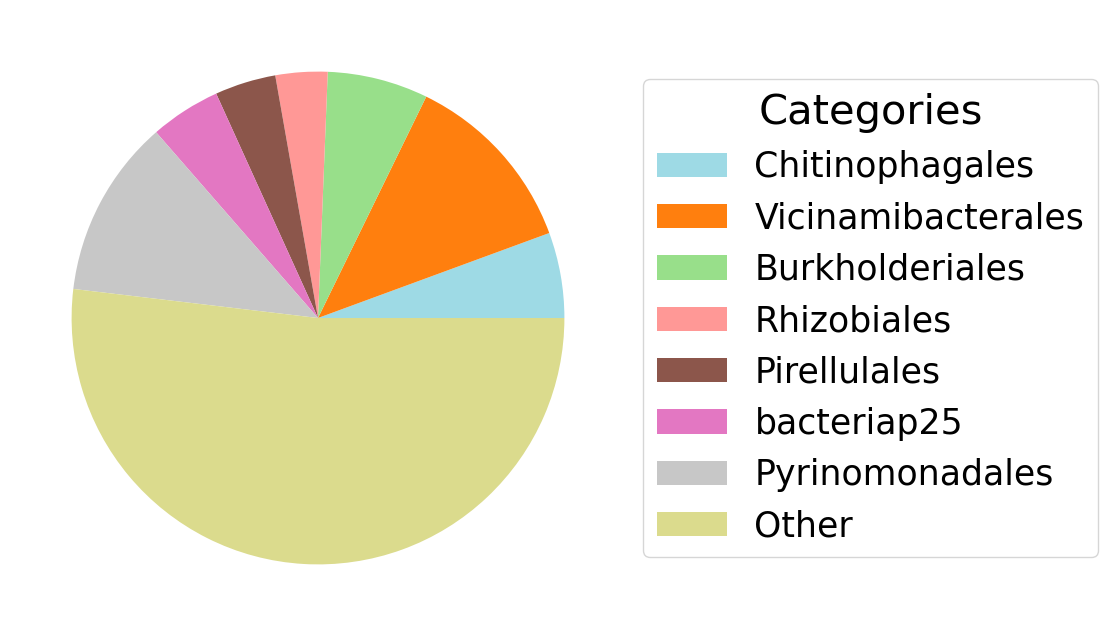 Categories
Chitinophagales
Vicinamibacterales
Burkholderiales
Rhizobiales
Pirellulales
bacteriap25
Pyrinomonadales
Other